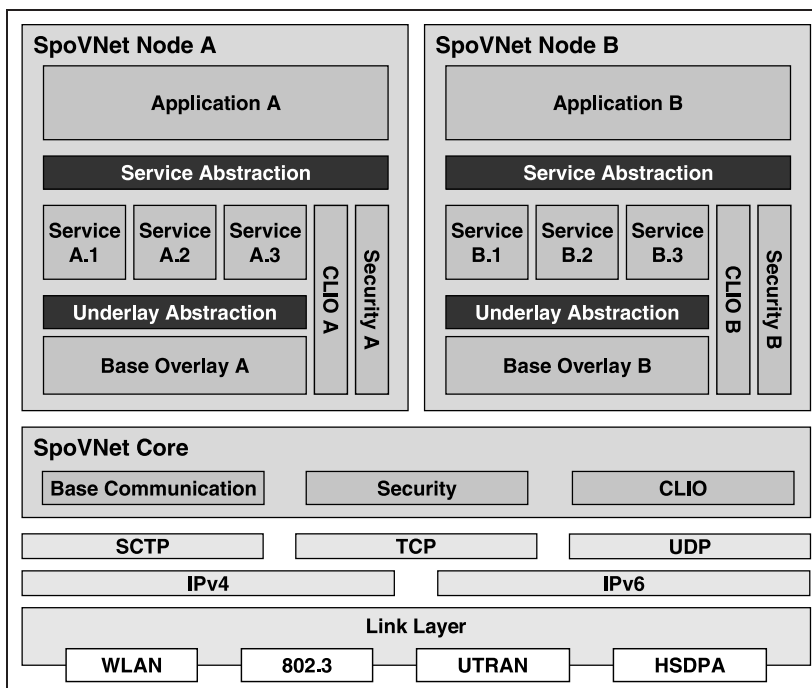 SpoVNet Node A
Application A
Service Abstraction
Service
A.1
Service
A.2
Service
A.3
CLIO A
Security A
Underlay Abstraction
Base Overlay A
SpoVNet Node B
Application B
Service Abstraction
Service
B.1
Service
B.2
Service
B.3
CLIO B
Security B
Underlay Abstraction
Base Overlay B
SpoVNet Core
Base Communication
Security
CLIO
SCTP
TCP
UDP
IPv4
IPv6
Link Layer
WLAN
802.3
UTRAN
HSDPA